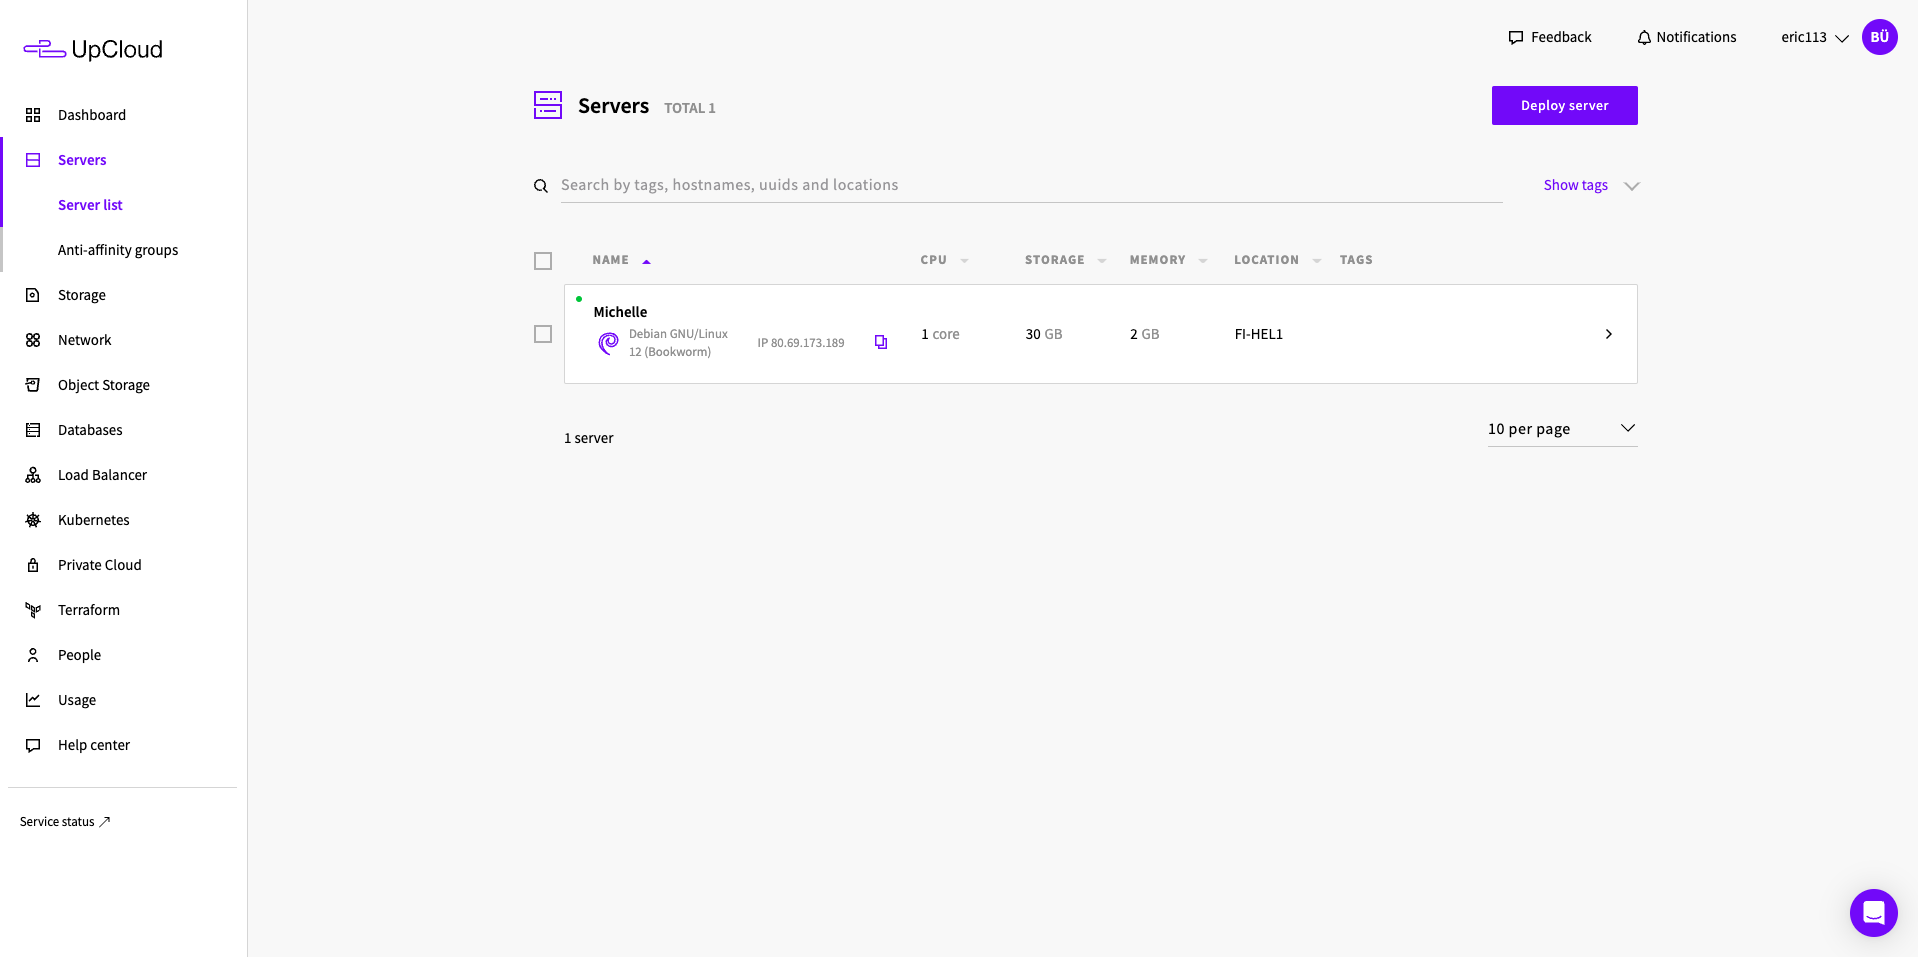 UpCloud
Feedback
Notifications
eric113
BÜ
Dashboard
Servers
Server list
Anti-affinity groups
Storage
Network
Object Storage
Databases
Load Balancer
Kubernetes
Private Cloud
Terraform
People
Usage
Help center
Service status
Servers TOTAL 1
Deploy server
Search by tags, hostnames, uuids and locations
Show tags
NAME CPU STORAGE MEMORY LOCATION TAGS
Michelle
Debian GNU/Linux
12 (Bookworm)
IP 80.69.173.189
1 core
30 GB
2 GB
FI-HEL1
1 server
10 per page